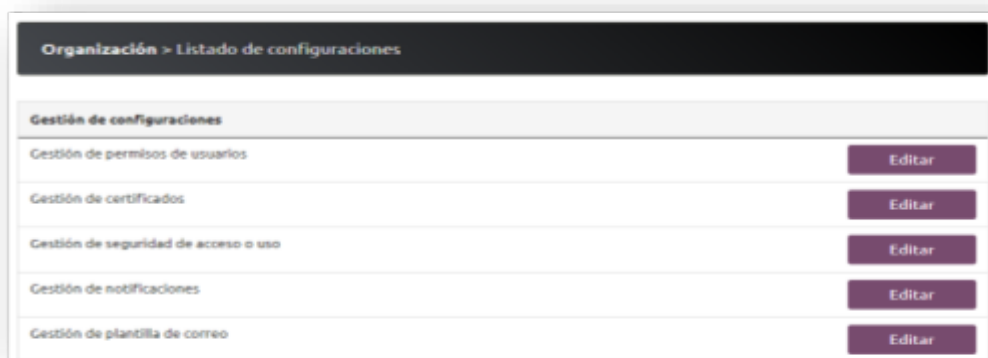 Organización > Listado de configuraciones
Gestión de configuraciones
Gestión de permisos de usuarios Editar
Gestión de certificados Editar
Gestión de seguridad de acceso o uso Editar
Gestión de notificaciones Editar
Gestión de plantilla de correo Editar